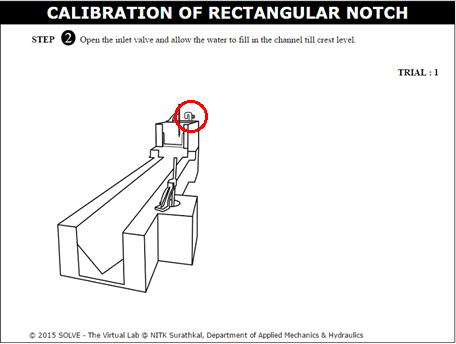 CALIBRATION OF RECTANGULAR NOTCH
STEP 2 Open the inlet valve and allow the water to fill in the channel till crest level.
TRIAL : 1
© 2015 SOLVE - The Virtual Lab @ NITK Surathkal, Department of Applied Mechanics & Hydraulics